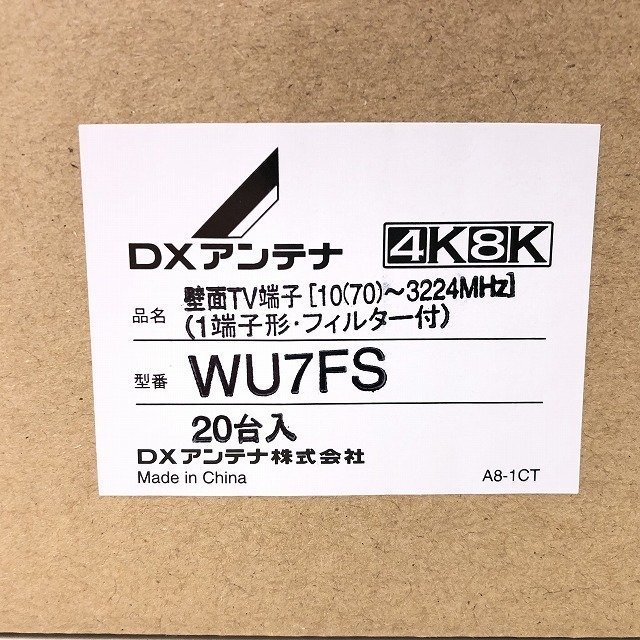 DXアンテナ 4K8K
品名 壁面TV端子[10(70)～3224MHz]
(1端子形・フィルター付)
型番 WU7FS
20台入
DXアンテナ株式会社
Made in China A8-1CT